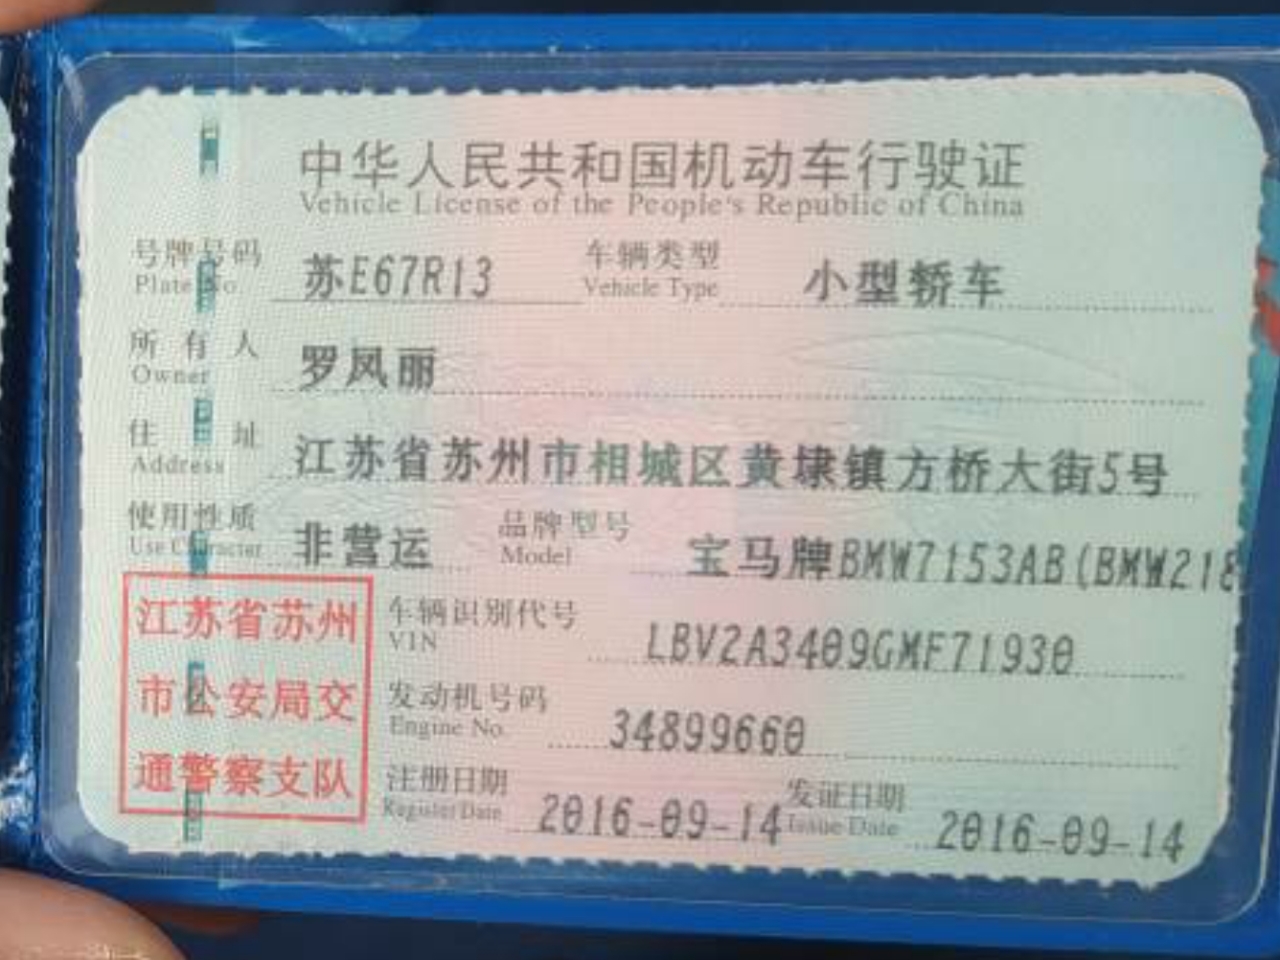 中华人民共和国机动车行驶证
Vehicle License of the People's Republic of China
号牌号码 苏E67R13 车辆类型 小型轿车
Plate No. Vehicle Type
所有人 罗凤丽
Owner
住址 江苏省苏州市相城区黄埭镇方桥大街5号
Address
使用性质 非营运 品牌型号 宝马牌BMW7153AB(BMW218
Use Character Model
江苏省苏州
市公安局交
通警察支队
车辆识别代号 LBV2A3409GMF71930
VIN
发动机号码 34899660
Engine No.
注册日期 2016-09-14 发证日期 2016-09-14
Register Date Issue Date